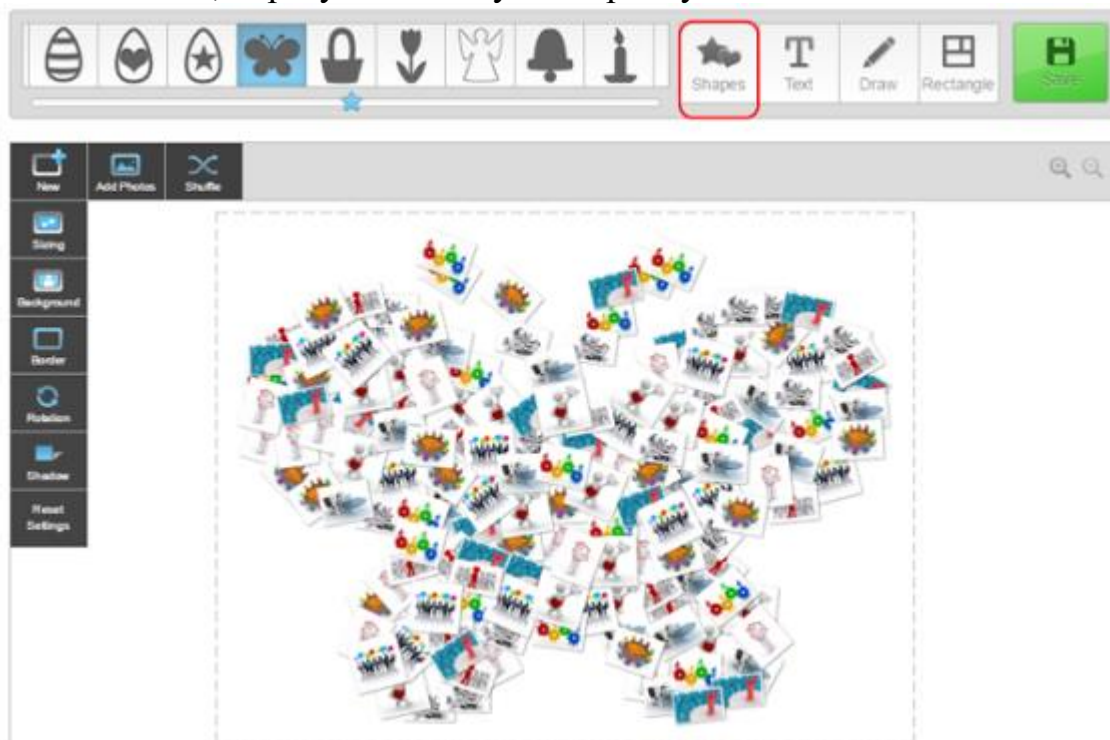 Shapes
Text
Draw
Rectangle
Save
New
Add Photos
Shuffle
Sizing
Background
Border
Rotation
Shadow
Reset
Settings